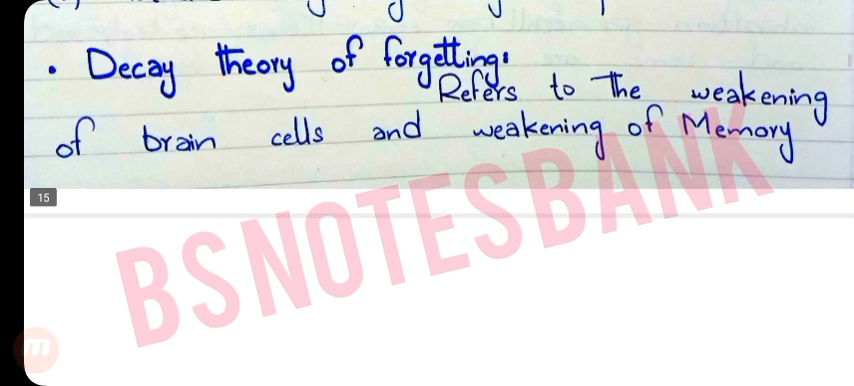 • Decay theory of forgetting:
Refers to The weakening
of brain cells and weakening of Memory
15
BSNOTESBANK
m